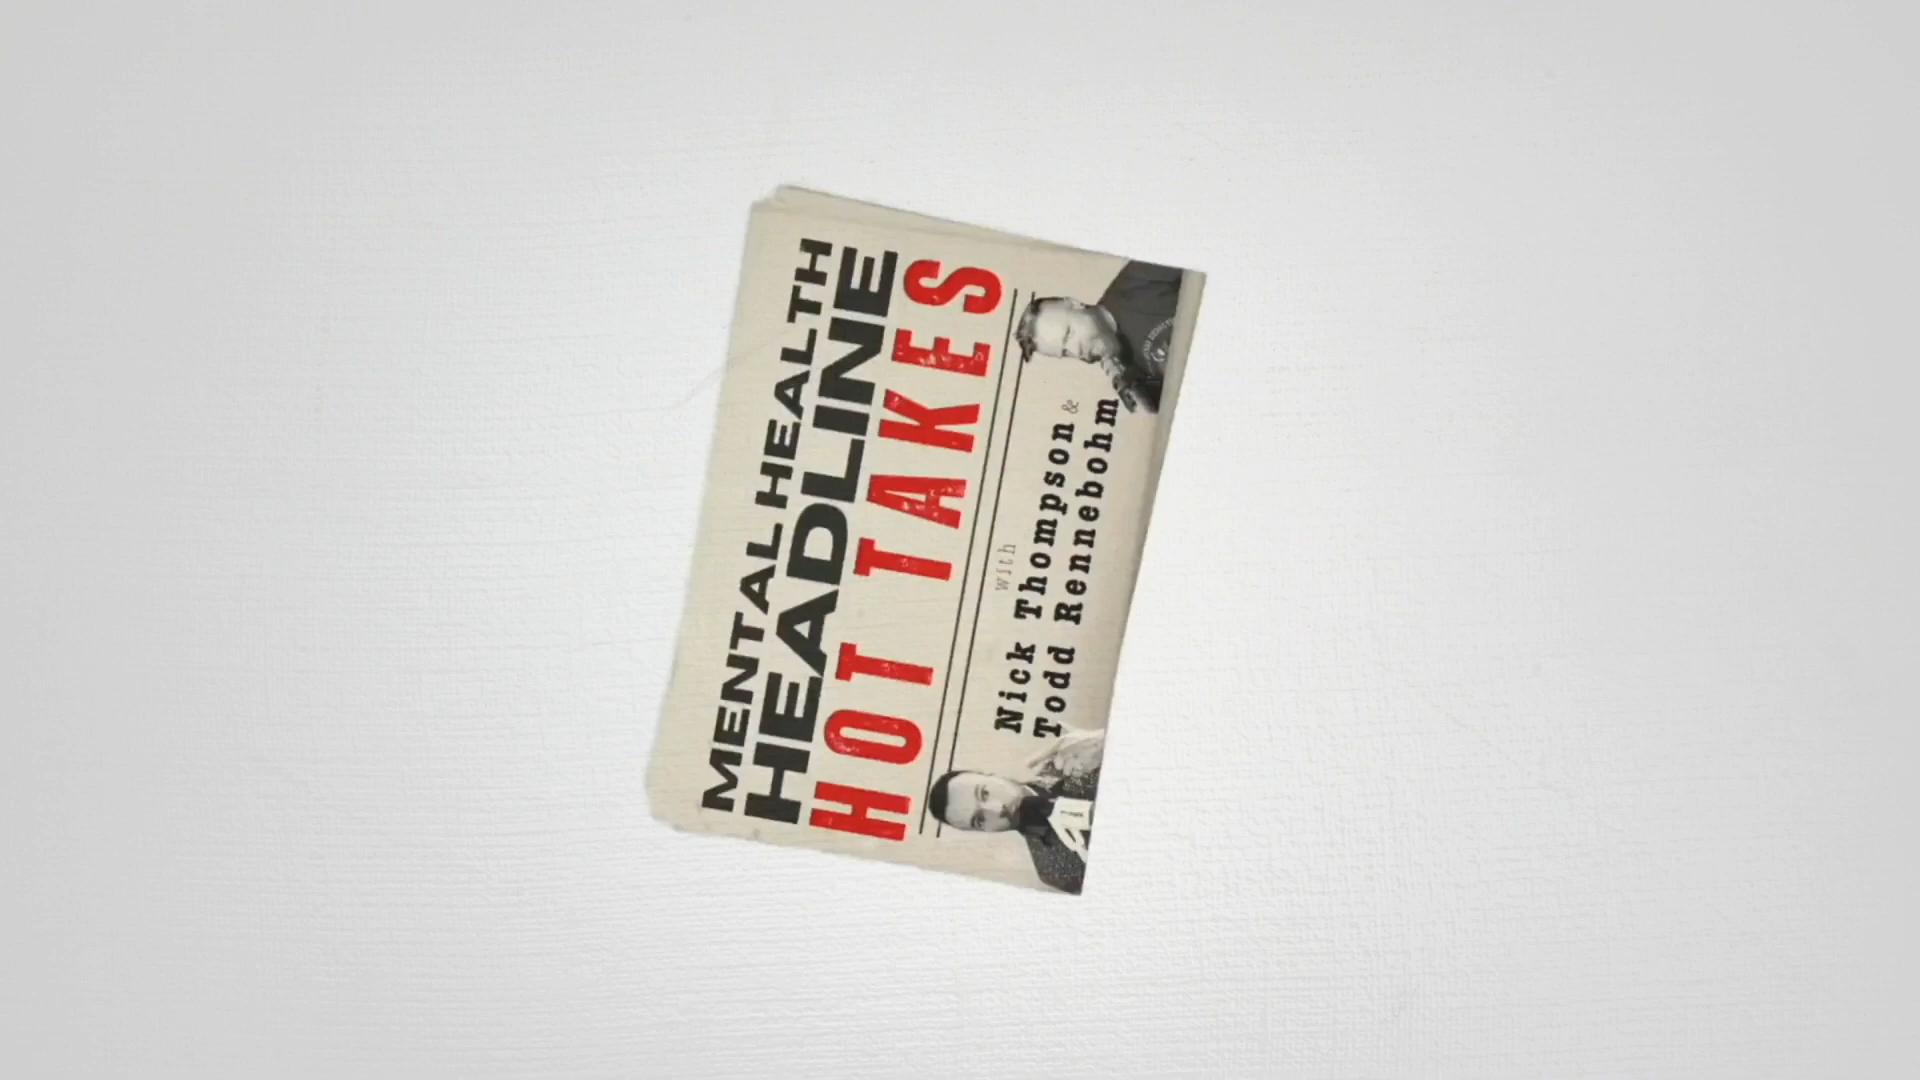 MENTAL HEALTH
HEADLINE
HOT TAKES
with
Nick Thompson &
Todd Rennebohm